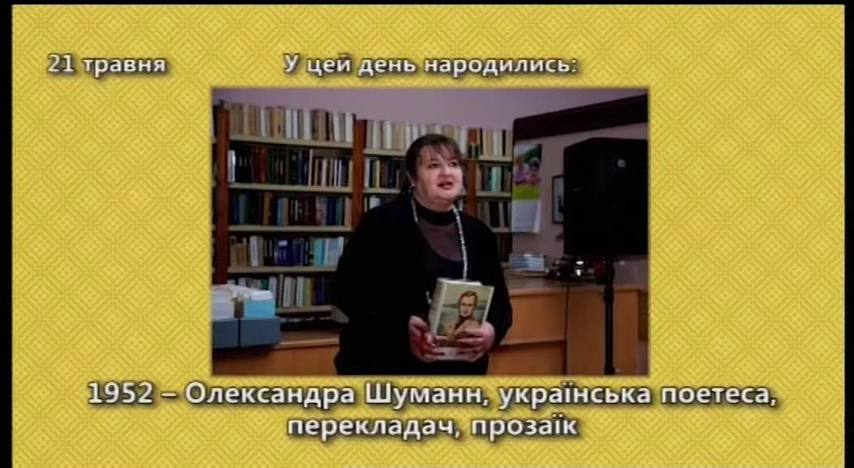 21 травня
У цей день народились:
1952 – Олександра Шуманн, українська поетеса,
перекладач, прозаїк